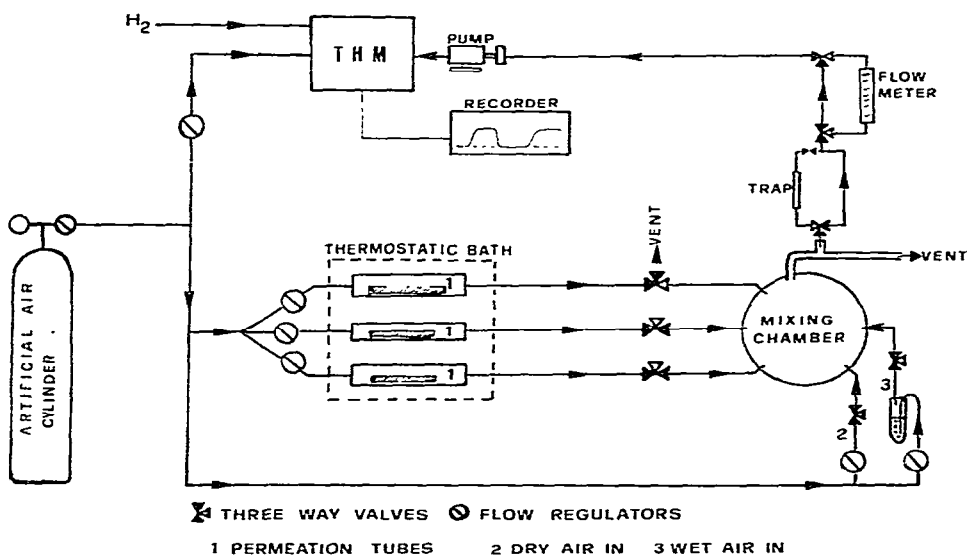 H2
THM
PUMP
RECORDER
FLOW
METER
TRAP
VENT
VENT
THERMOSTATIC BATH
1
1
1
MIXING
CHAMBER
3
2
ARTIFICIAL AIR
CYLINDER .
THREE WAY VALVES FLOW REGULATORS
1 PERMEATION TUBES 2 DRY AIR IN 3 WET AIR IN